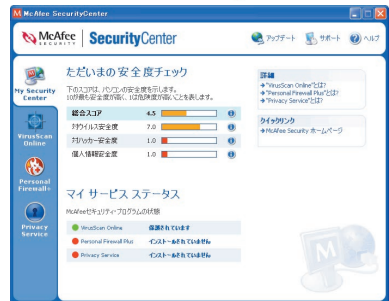 McAfee SecurityCenter
McAfee SECURITY
SecurityCenter
アップデート サポート ヘルプ
My Security Center
VirusScan Online
Personal Firewall+
Privacy Service
ただいまの安全度チェック
下のスコアは、パソコンの安全度を示します。
10が最も安全度が高く、1は危険度が高いことを表します。
総合スコア 4.5
対ウイルス安全度 7.0
対ハッカー安全度 1.0
個人情報安全度 1.0
マイ サービス ステータス
McAfeeセキュリティ・プログラムの状態
VirusScan Online 保護されています
Personal Firewall Plus インストールされていません
Privacy Service インストールされていません
詳細
"VirusScan Online"とは?
"Personal Firewall Plus"とは?
"Privacy Service"とは?
クイックリンク
McAfee Security ホームページ